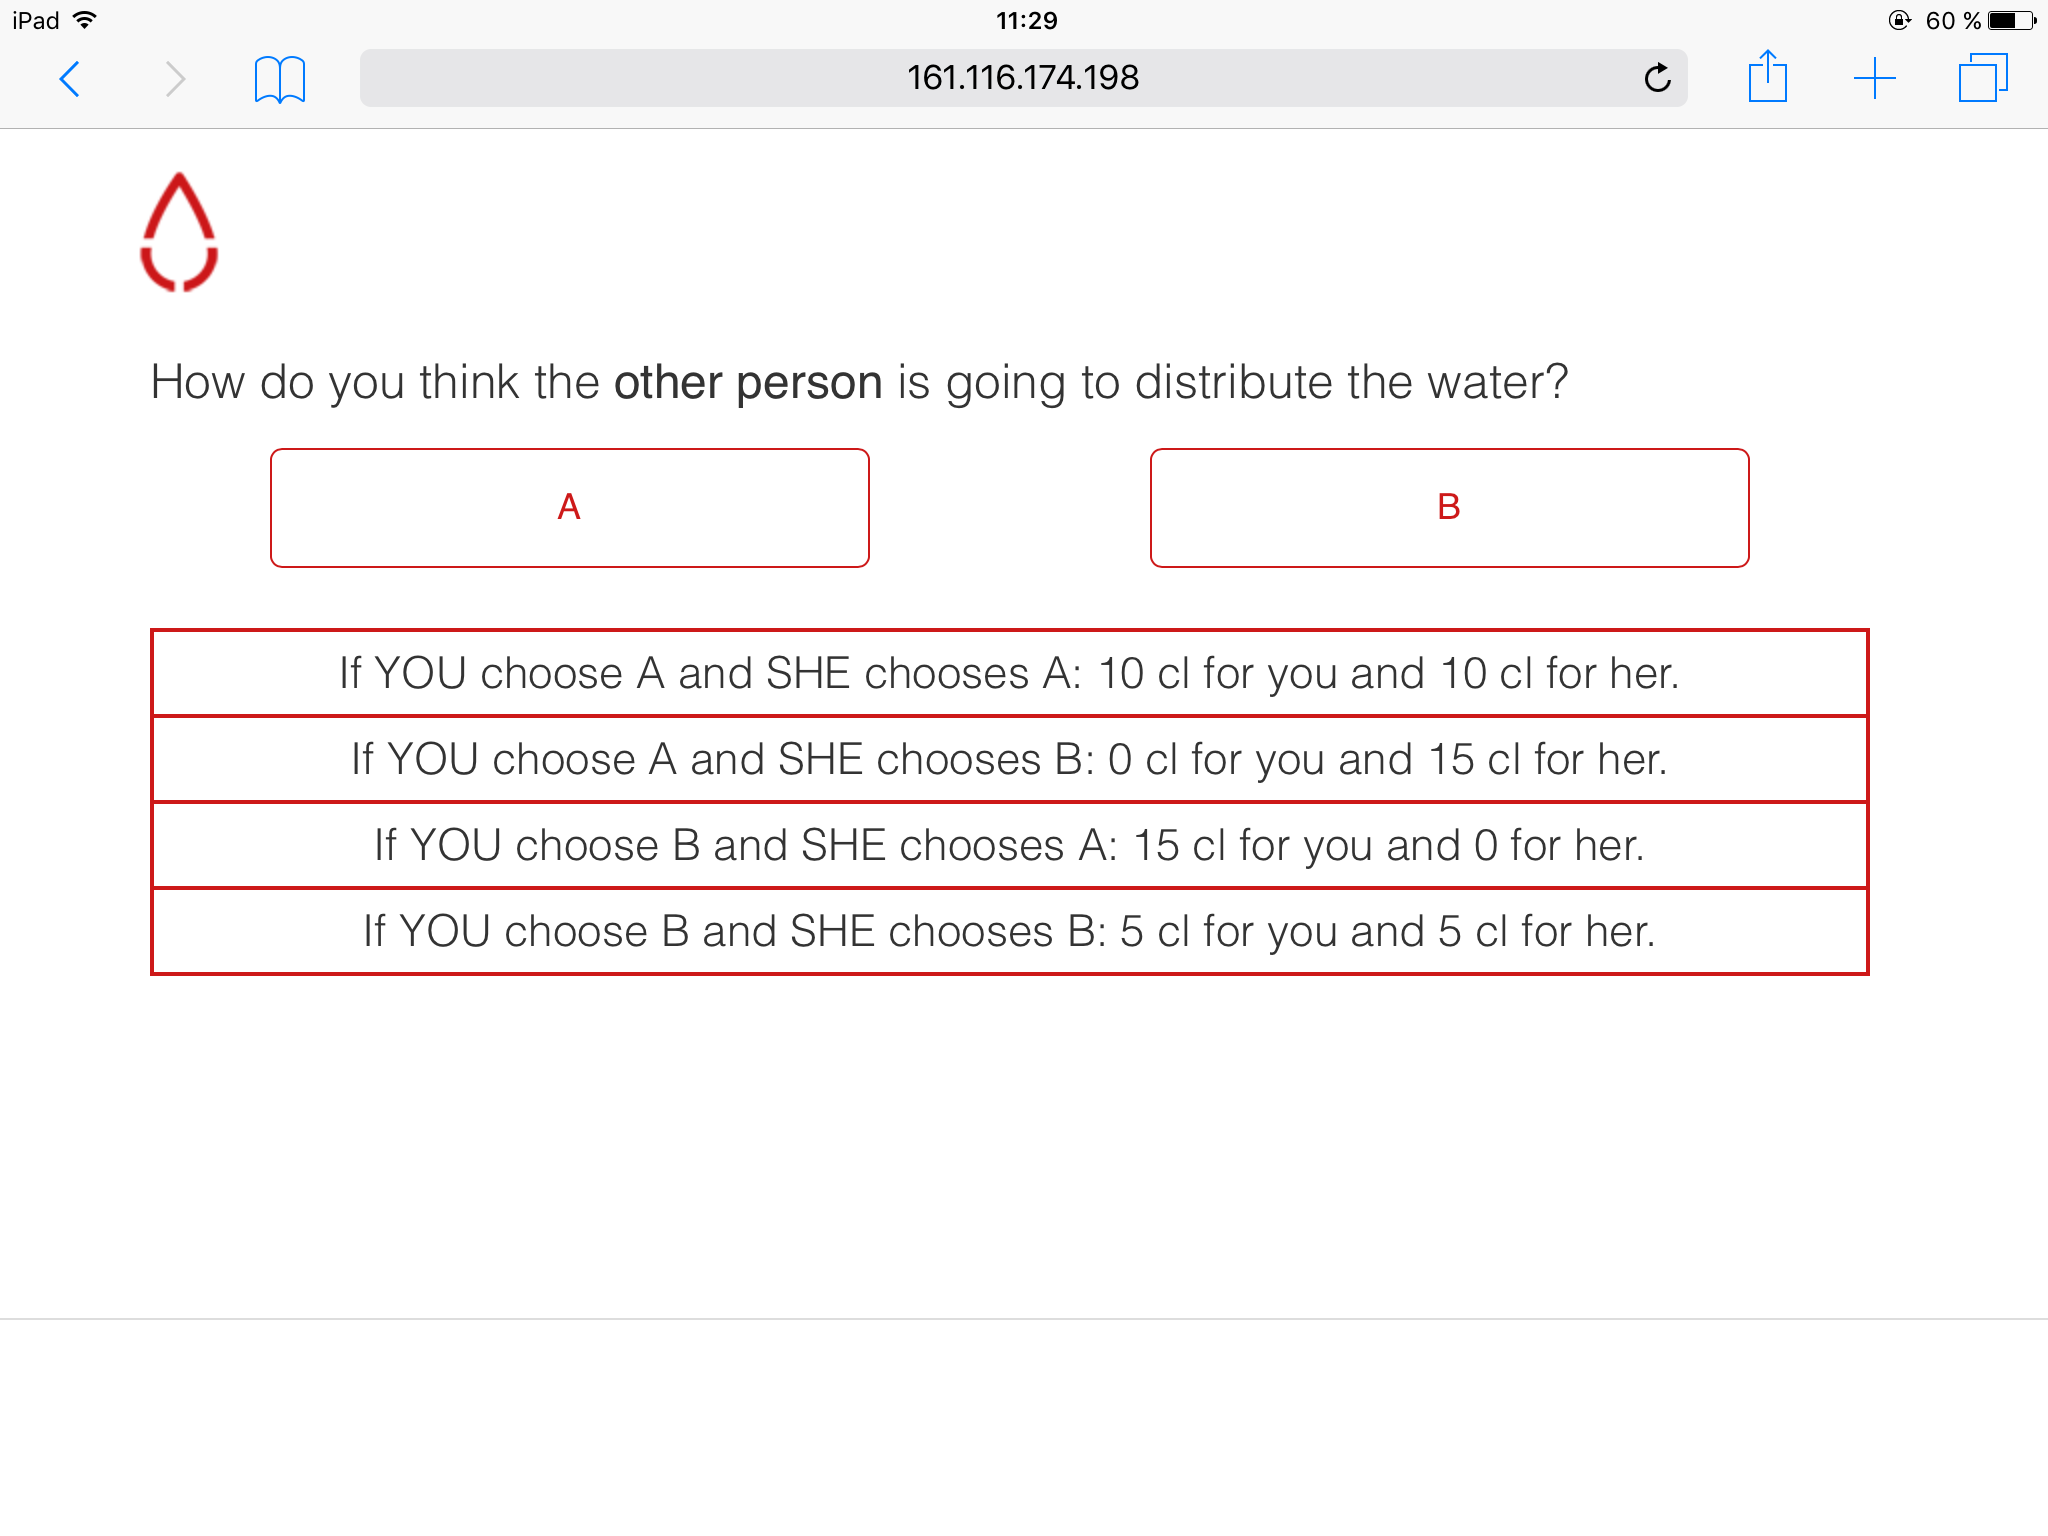 iPad 11:29 60 %
161.116.174.198
How do you think the other person is going to distribute the water?
A B
If YOU choose A and SHE chooses A: 10 cl for you and 10 cl for her.
If YOU choose A and SHE chooses B: 0 cl for you and 15 cl for her.
If YOU choose B and SHE chooses A: 15 cl for you and 0 for her.
If YOU choose B and SHE chooses B: 5 cl for you and 5 cl for her.